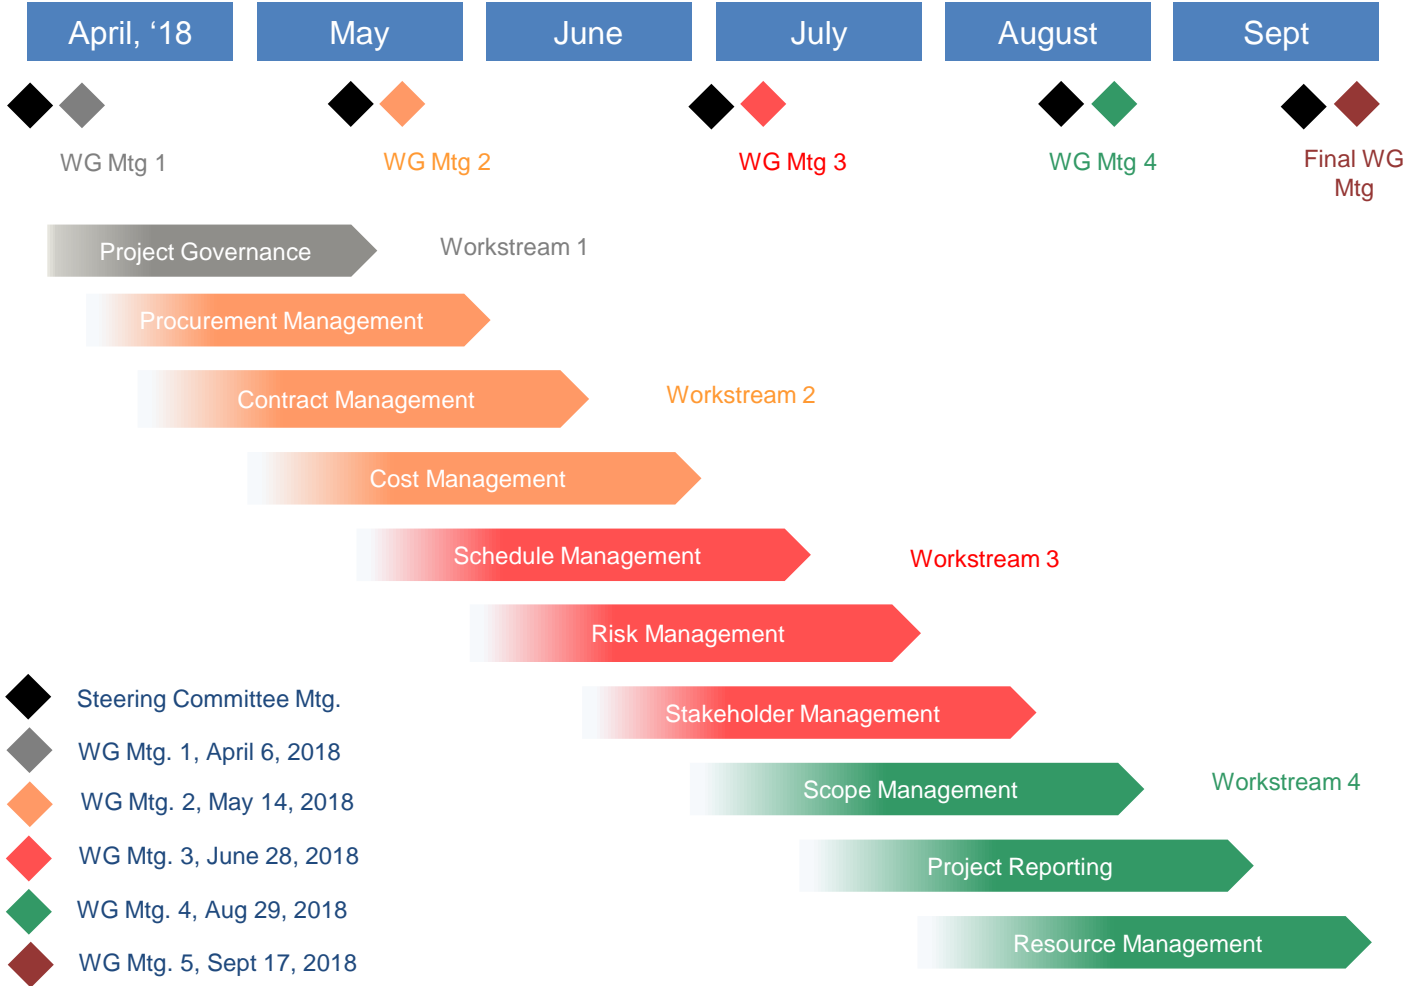 April, ‘18
May
June
July
August
Sept
WG Mtg 1
WG Mtg 2
WG Mtg 3
WG Mtg 4
Final WG
Mtg
Project Governance
Workstream 1
Procurement Management
Contract Management
Workstream 2
Cost Management
Schedule Management
Workstream 3
Risk Management
Stakeholder Management
Scope Management
Workstream 4
Project Reporting
Resource Management
Steering Committee Mtg.
WG Mtg. 1, April 6, 2018
WG Mtg. 2, May 14, 2018
WG Mtg. 3, June 28, 2018
WG Mtg. 4, Aug 29, 2018
WG Mtg. 5, Sept 17, 2018